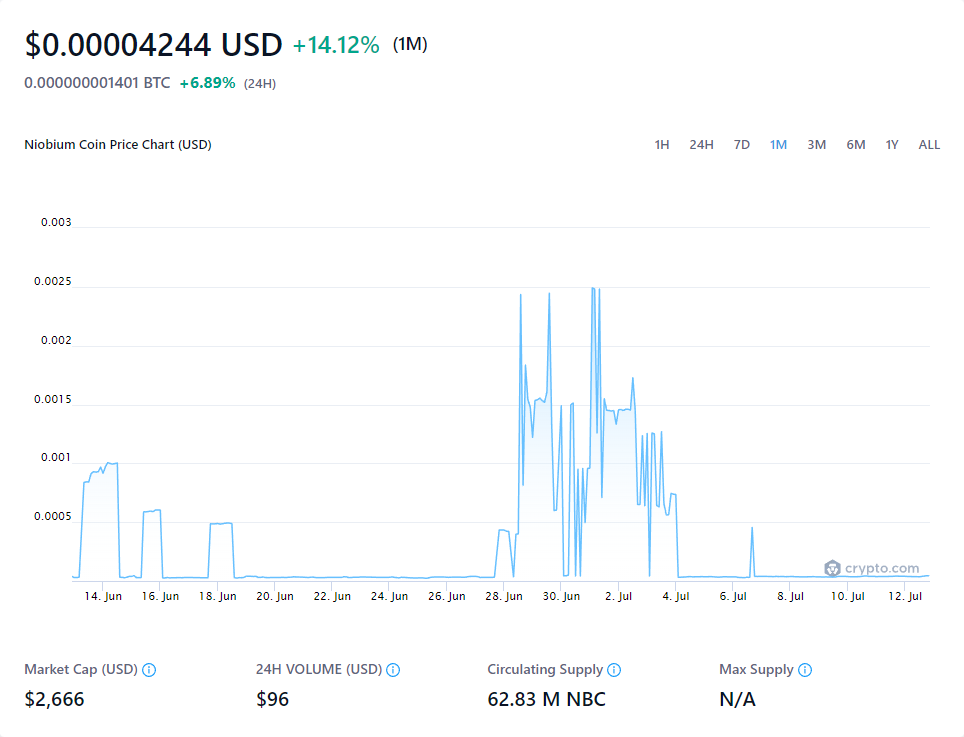 $0.00004244 USD +14.12% (1M)
0.000000001401 BTC +6.89% (24H)
Niobium Coin Price Chart (USD) 1H 24H 7D 1M 3M 6M 1Y ALL
0.003
0.0025
0.002
0.0015
0.001
0.0005
crypto.com
14. Jun 16. Jun 18. Jun 20. Jun 22. Jun 24. Jun 26. Jun 28. Jun 30. Jun 2. Jul 4. Jul 6. Jul 8. Jul 10. Jul 12. Jul
Market Cap (USD) 24H VOLUME (USD) Circulating Supply Max Supply
$2,666 $96 62.83 M NBC N/A